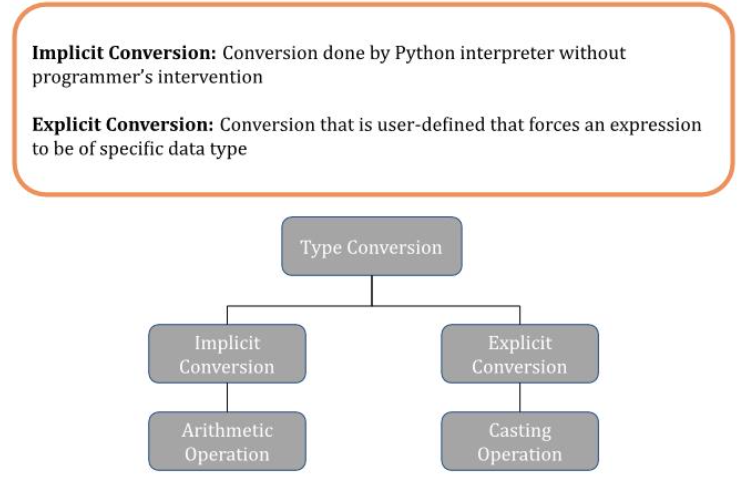 Implicit Conversion: Conversion done by Python interpreter without
programmer’s intervention
Explicit Conversion: Conversion that is user-defined that forces an expression
to be of specific data type
Type Conversion
Implicit
Conversion
Explicit
Conversion
Arithmetic
Operation
Casting
Operation